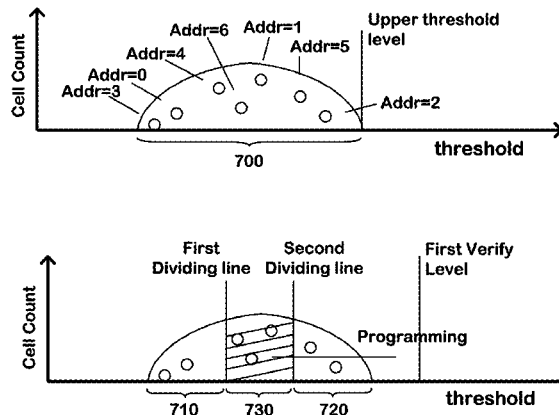 Addr=1
Upper threshold
level
Addr=6
Addr=4
Addr=5
Addr=0
Addr=3
Addr=2
Cell Count
threshold
700
First
Dividing line
Second
Dividing line
First Verify
Level
Cell Count
Programming
threshold
710
730
720